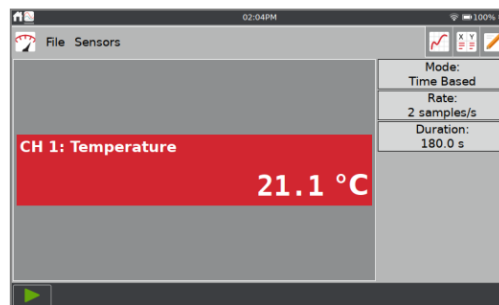 02:04PM
100%
File Sensors
X Y
Mode:
Time Based
Rate:
2 samples/s
Duration:
180.0 s
CH 1: Temperature
21.1 °C